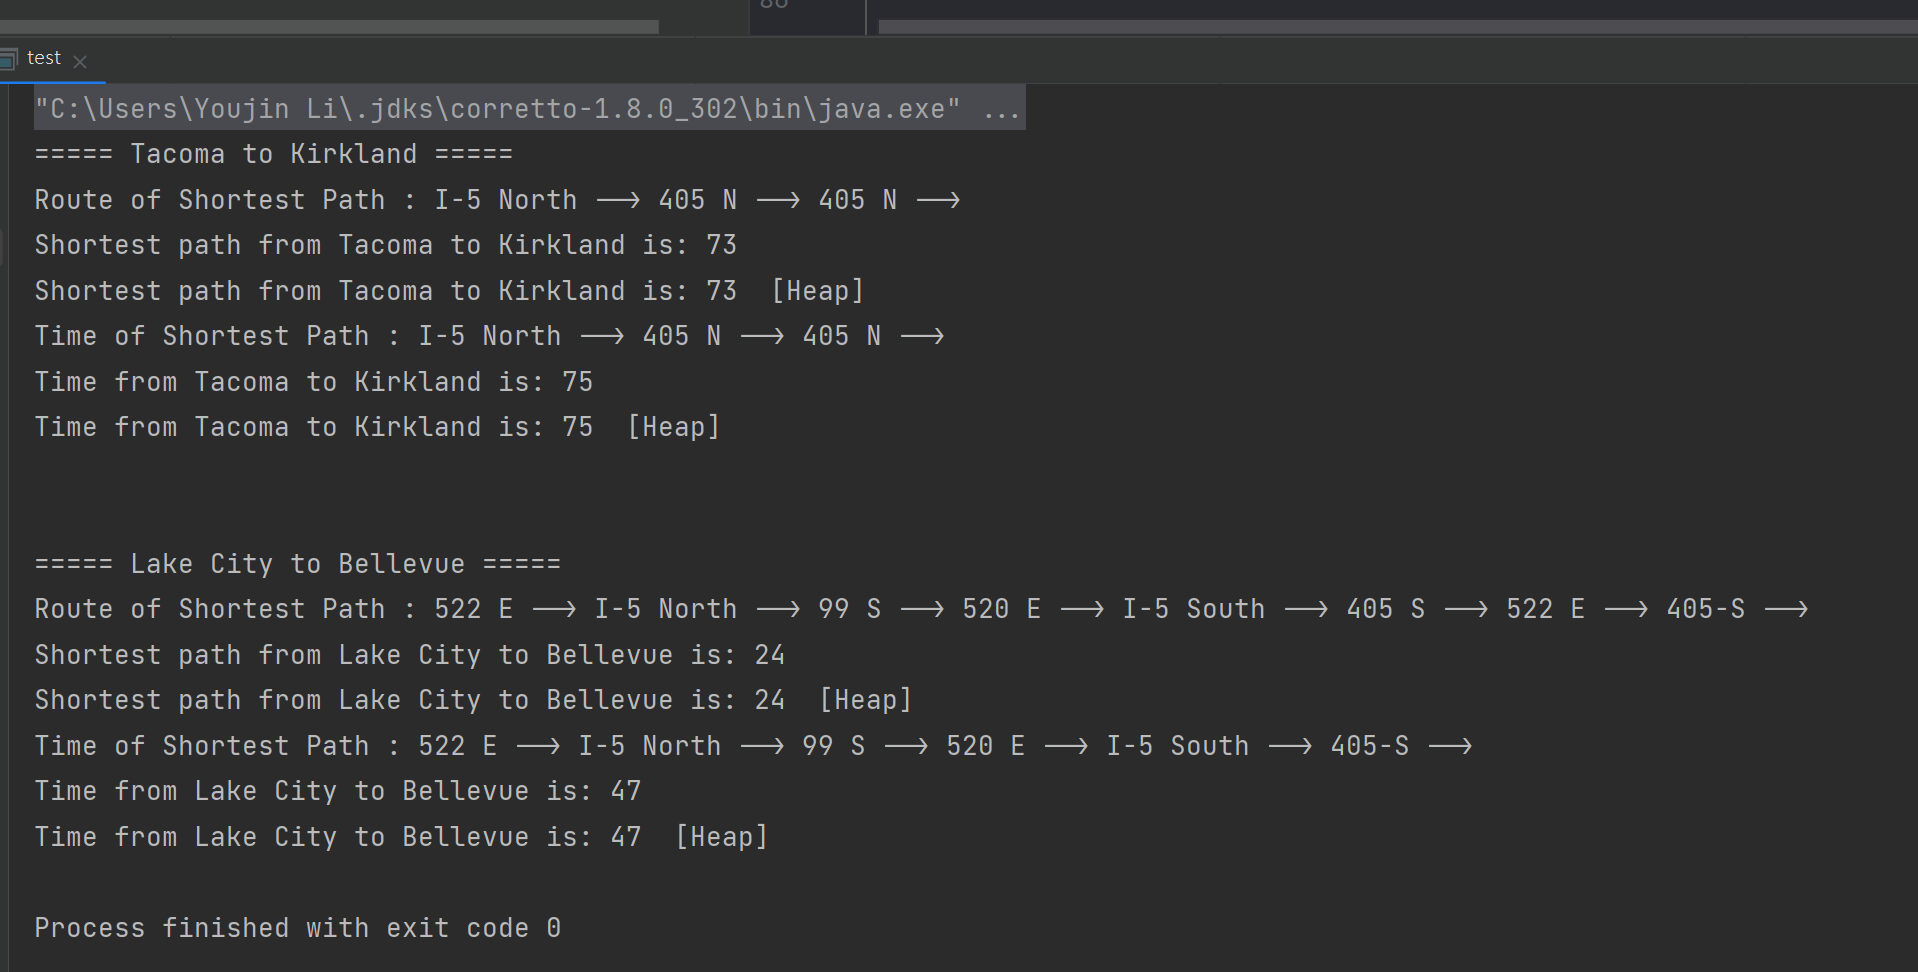 test
"C:\Users\Youjin Li\.jdks\corretto-1.8.0_302\bin\java.exe" ...
===== Tacoma to Kirkland =====
Route of Shortest Path : I-5 North --> 405 N --> 405 N -->
Shortest path from Tacoma to Kirkland is: 73
Shortest path from Tacoma to Kirkland is: 73  [Heap]
Time of Shortest Path : I-5 North --> 405 N --> 405 N -->
Time from Tacoma to Kirkland is: 75
Time from Tacoma to Kirkland is: 75  [Heap]
===== Lake City to Bellevue =====
Route of Shortest Path : 522 E --> I-5 North --> 99 S --> 520 E --> I-5 South --> 405 S --> 522 E --> 405-S -->
Shortest path from Lake City to Bellevue is: 24
Shortest path from Lake City to Bellevue is: 24  [Heap]
Time of Shortest Path : 522 E --> I-5 North --> 99 S --> 520 E --> I-5 South --> 405-S -->
Time from Lake City to Bellevue is: 47
Time from Lake City to Bellevue is: 47  [Heap]
Process finished with exit code 0